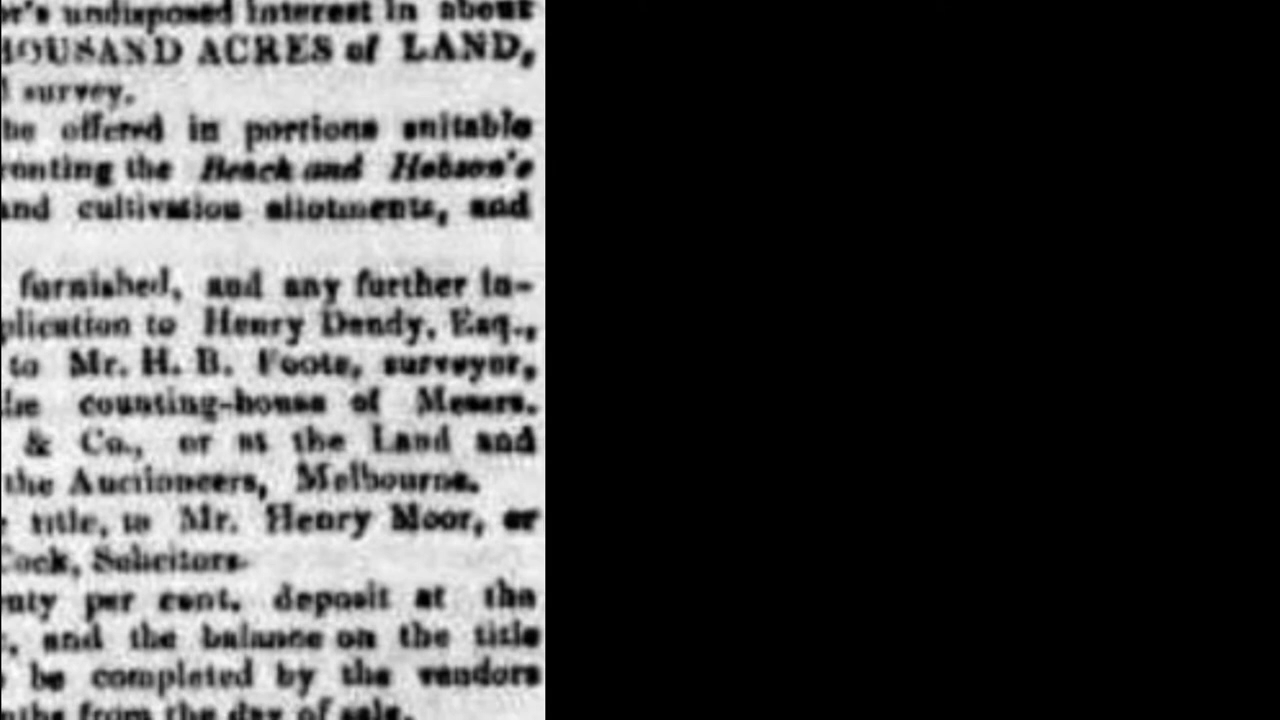 r's undisposed interest in about
HOUSAND ACRES of LAND,
survey.
be offered in portions suitable
ronting the Beach and Hobson's
and cultivation allotments, and
furnished, and any further in-
plication to Henry Dendy, Esq.,
to Mr. H. B. Foote, surveyor,
the counting-house of Messrs.
& Co., or at the Land and
the Auctioneers, Melbourne.
title, to Mr. Henry Moor, or
Cock, Solicitors.
nty per cent. deposit at the
, and the balance on the title
be completed by the vendors
nths from the day of sale.